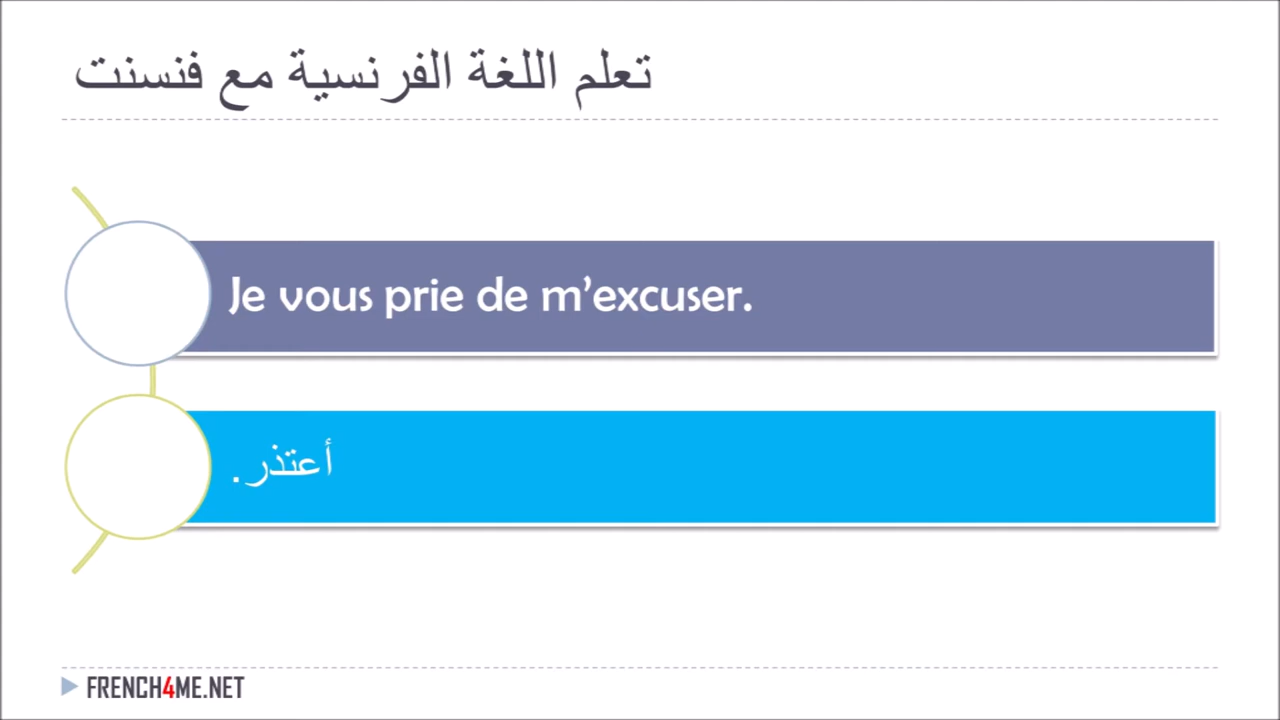 تعلم اللغة الفرنسية مع فنسنت
Je vous prie de m’excuser.
أعتذر.
FRENCH4ME.NET